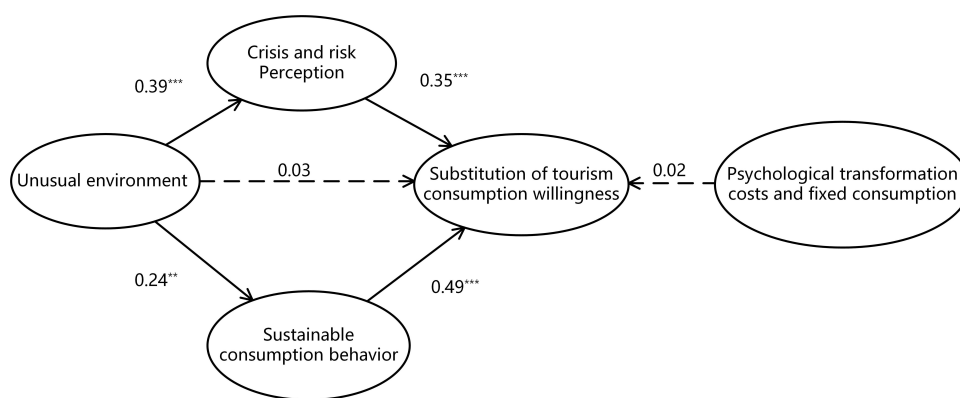 Crisis and risk
Perception
0.39***
0.35***
Unusual environment
0.03
Substitution of tourism
consumption willingness
0.02
Psychological transformation
costs and fixed consumption
0.24**
0.49***
Sustainable
consumption behavior